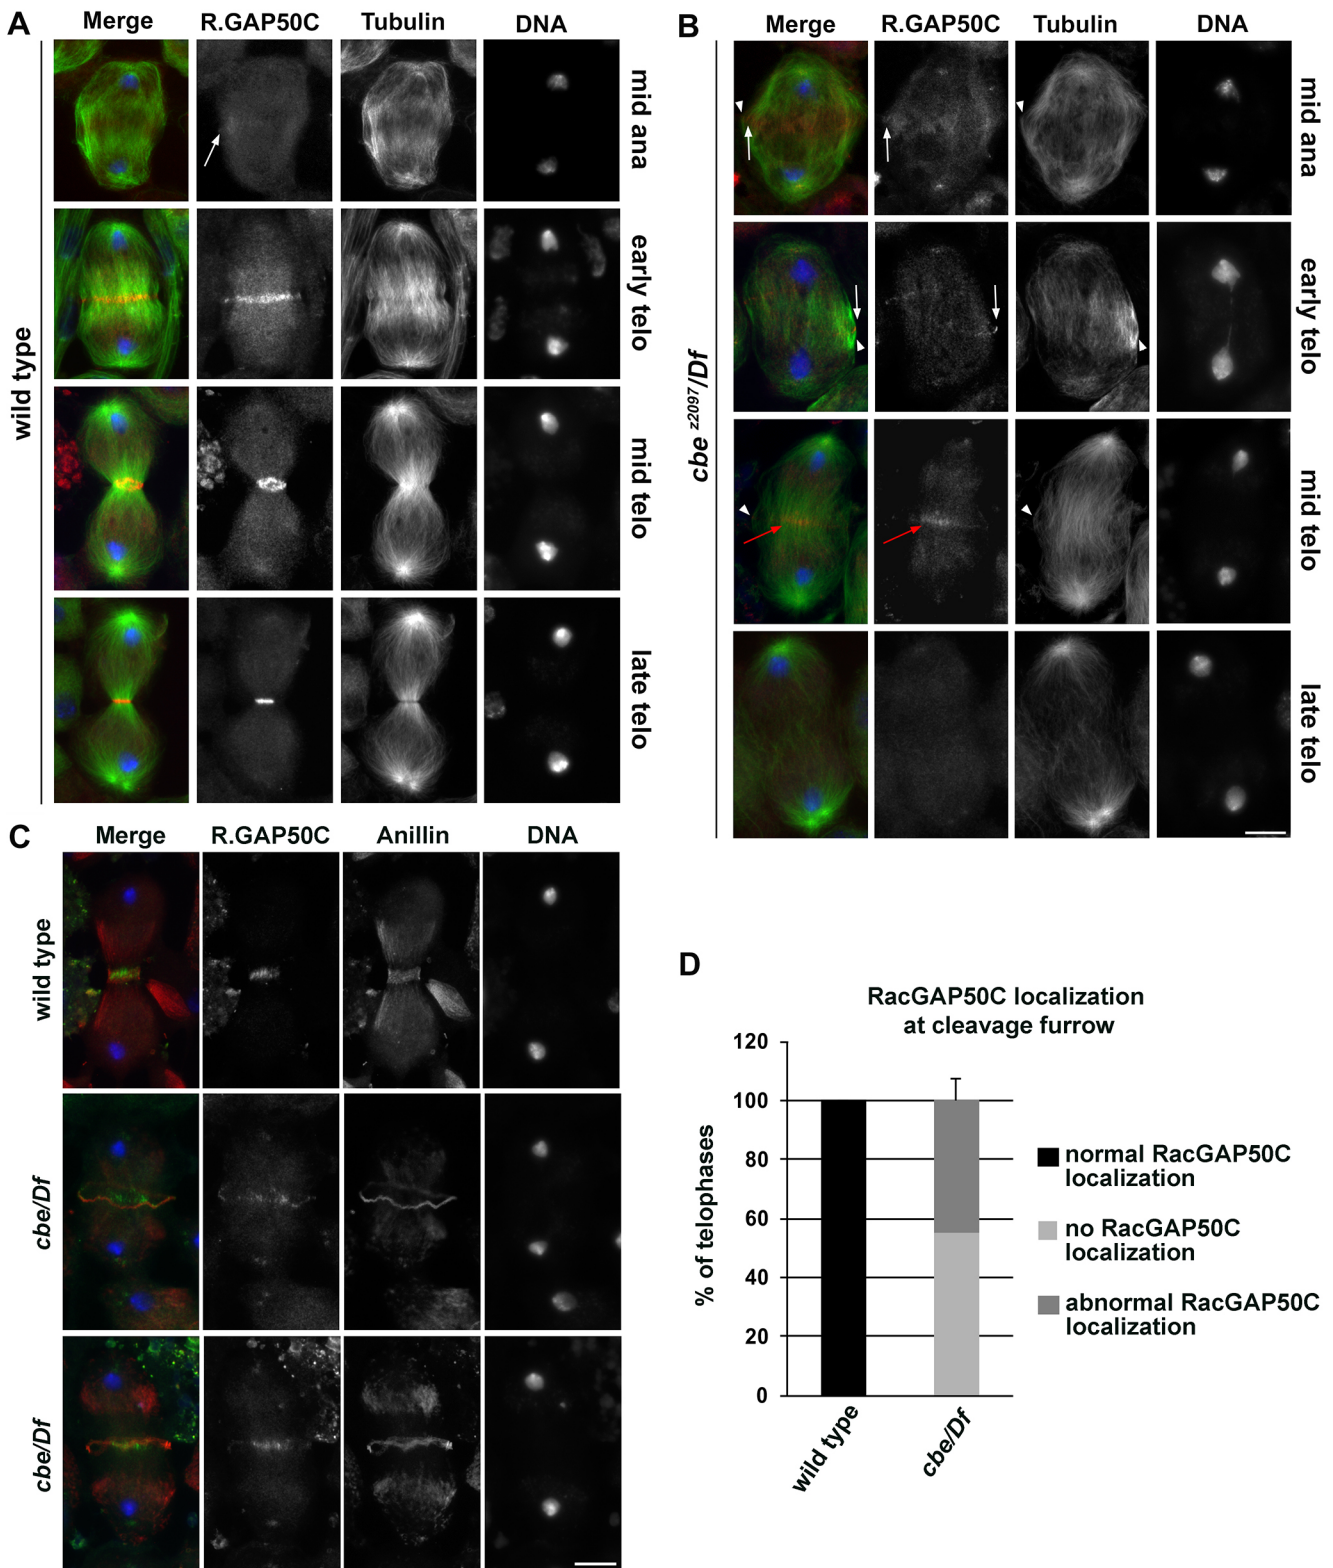 A
Merge R.GAP50C Tubulin DNA
wild type
mid ana
early telo
mid telo
late telo
B
Merge R.GAP50C Tubulin DNA
cbe z2097/Df
mid ana
early telo
mid telo
late telo
C
Merge R.GAP50C Anillin DNA
wild type
cbe/Df
cbe/Df
D
RacGAP50C localization
at cleavage furrow
% of telophases
120
100
80
60
40
20
0
wild type
cbe/Df
normal RacGAP50C
localization
no RacGAP50C
localization
abnormal RacGAP50C
localization